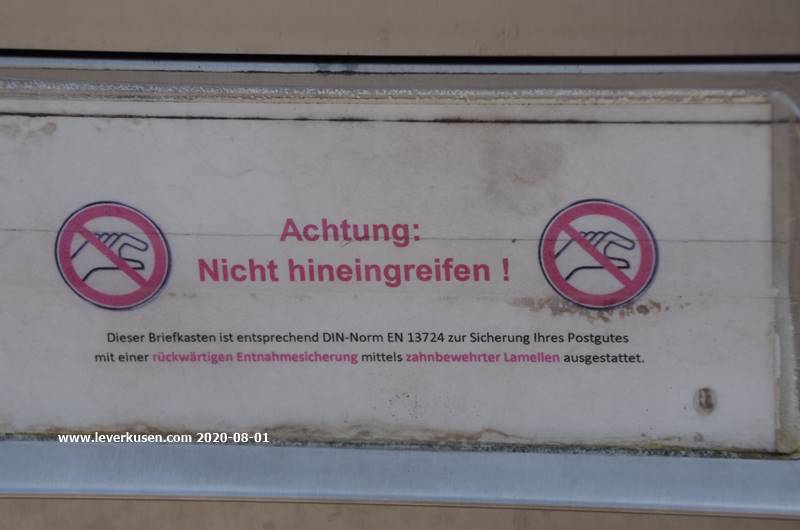 Achtung:
Nicht hineingreifen !
Dieser Briefkasten ist entsprechend DIN-Norm EN 13724 zur Sicherung Ihres Postgutes
mit einer rückwärtigen Entnahmesicherung mittels zahnbewehrter Lamellen ausgestattet.
www.leverkusen.com 2020-08-01